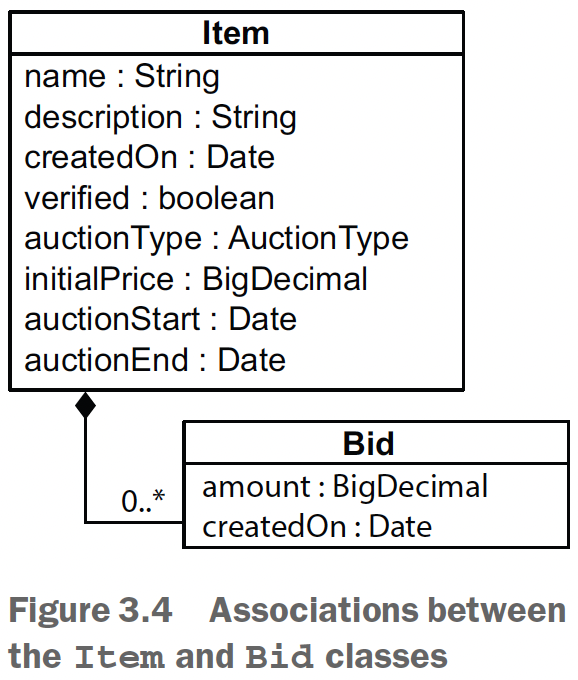 Item
name : String
description : String
createdOn : Date
verified : boolean
auctionType : AuctionType
initialPrice : BigDecimal
auctionStart : Date
auctionEnd : Date
Bid
amount : BigDecimal
createdOn : Date
0..*
Figure 3.4 Associations between
the Item and Bid classes